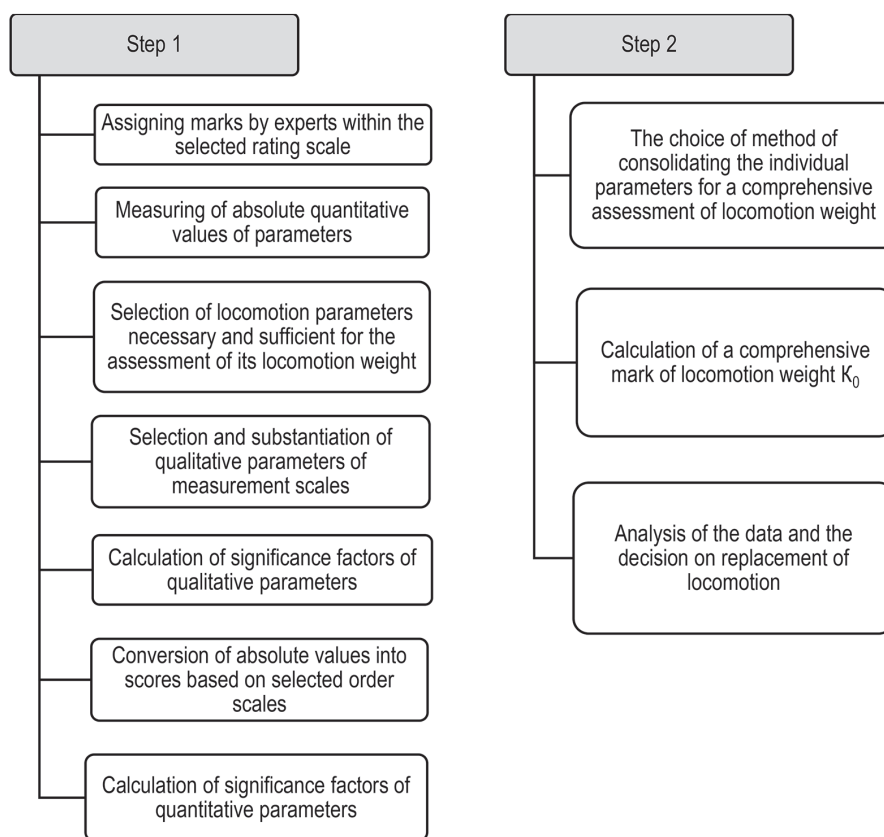 Step 1
Assigning marks by experts within the
selected rating scale
Measuring of absolute quantitative
values of parameters
Selection of locomotion parameters
necessary and sufficient for the
assessment of its locomotion weight
Selection and substantiation of
qualitative parameters of
measurement scales
Calculation of significance factors of
qualitative parameters
Conversion of absolute values into
scores based on selected order
scales
Calculation of significance factors of
quantitative parameters
Step 2
The choice of method of
consolidating the individual
parameters for a comprehensive
assessment of locomotion weight
Calculation of a comprehensive
mark of locomotion weight K₀
Analysis of the data and the
decision on replacement of
locomotion